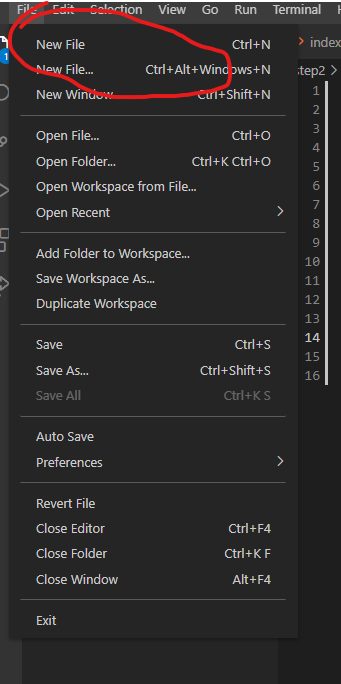 File Edit Selection View Go Run Terminal H
1
New File Ctrl+N
index
New File... Ctrl+Alt+Windows+N
step2 >
New Window Ctrl+Shift+N
1
2
3
Open File... Ctrl+O
4
Open Folder... Ctrl+K Ctrl+O
5
6
Open Workspace from File...
7
Open Recent
8
9
Add Folder to Workspace...
10
Save Workspace As...
11
Duplicate Workspace
12
13
Save Ctrl+S
14
Save As... Ctrl+Shift+S
15
16
Save All Ctrl+K S
Auto Save
Preferences
Revert File
Close Editor Ctrl+F4
Close Folder Ctrl+K F
Close Window Alt+F4
Exit